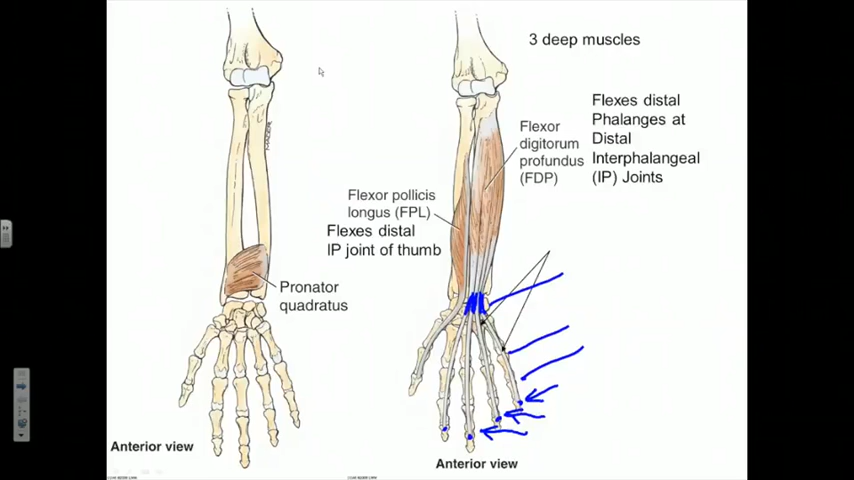 3 deep muscles
Flexor
digitorum
profundus
(FDP)
Flexes distal
Phalanges at
Distal
Interphalangeal
(IP) Joints
Flexor pollicis
longus (FPL)
Flexes distal
IP joint of thumb
Pronator
quadratus
Anterior view
Anterior view